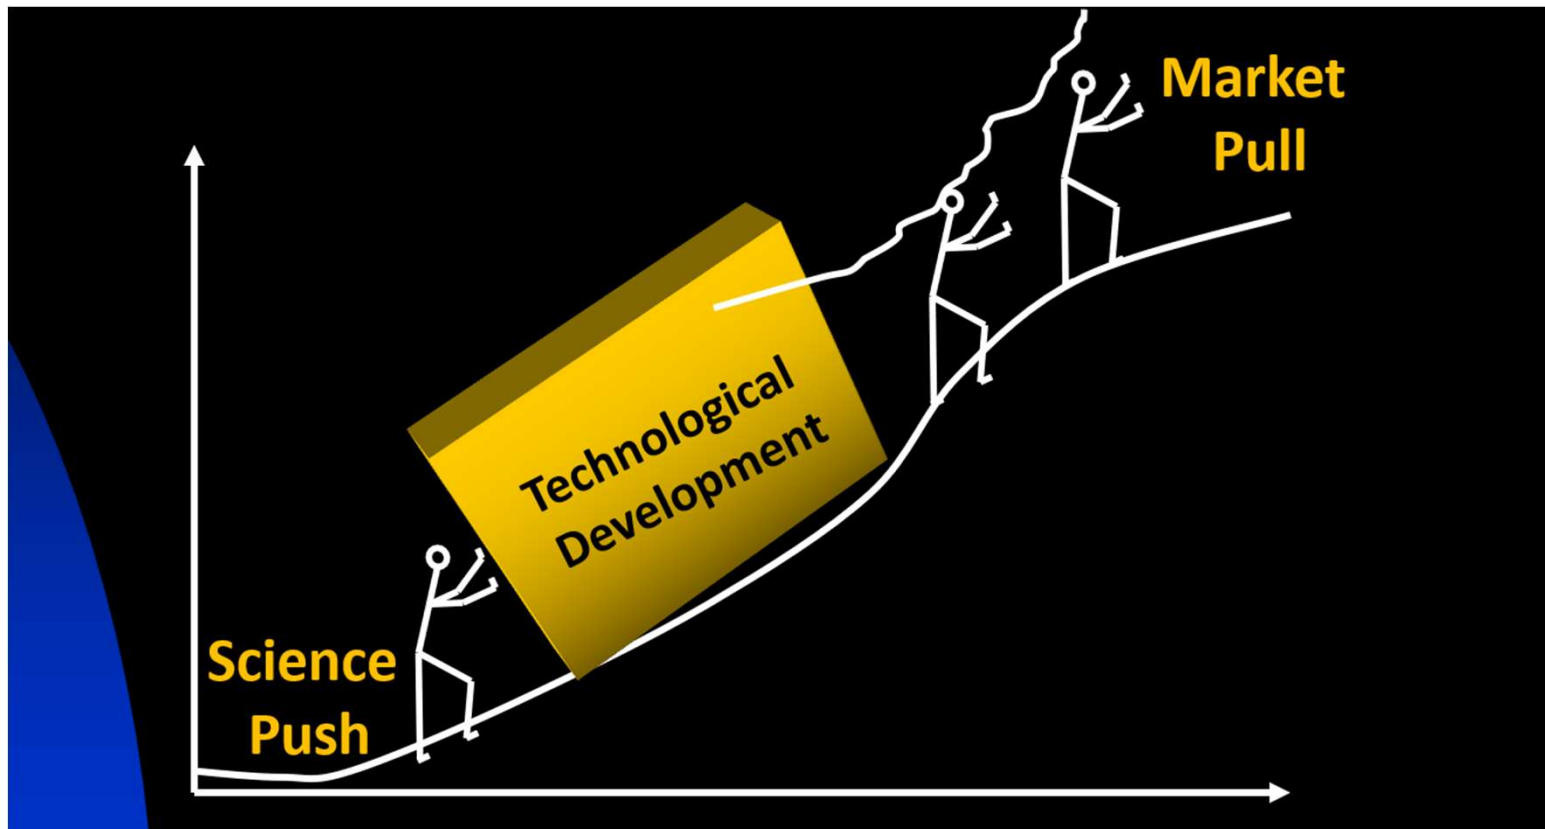 Market
Pull
Technological
Development
Science
Push